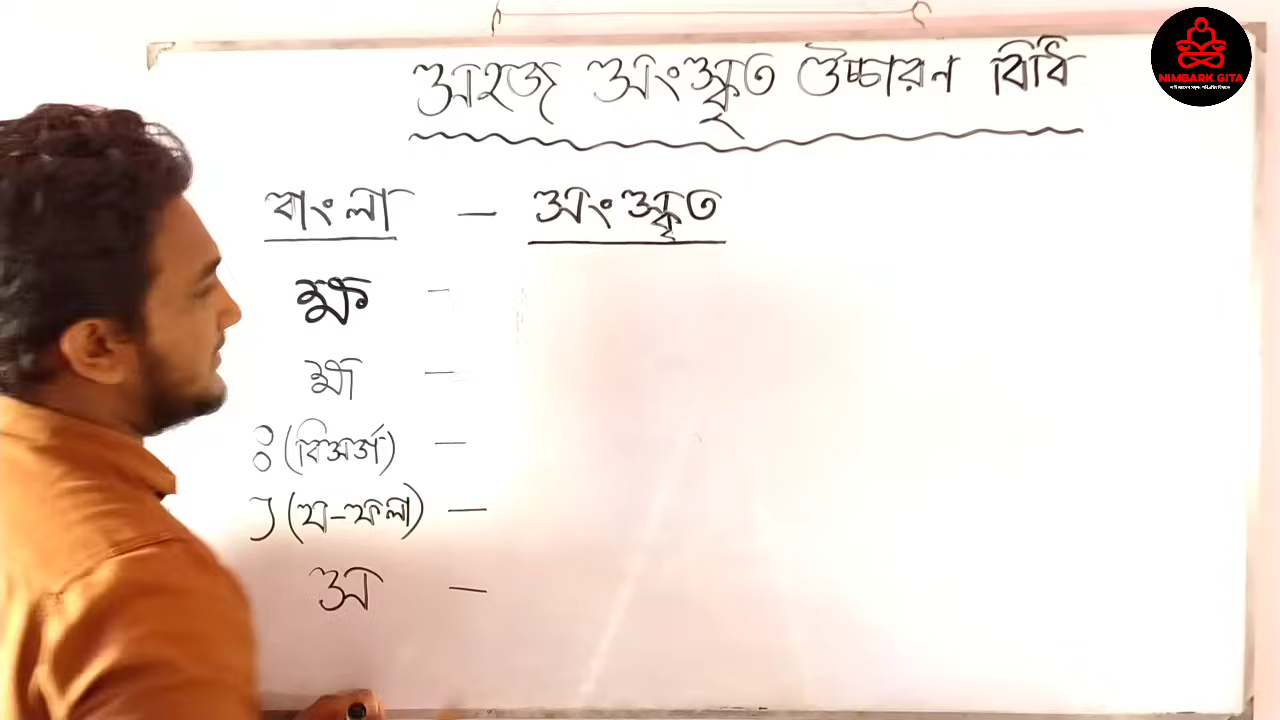 সহজ সংস্কৃত উচ্চারন বিধি
NIMBARK GITA
বাংলা - সংস্কৃত
ক্ষ -
ক্ষা -
ঃ (বিসর্গ) -
্য (য-ফলা) -
স -